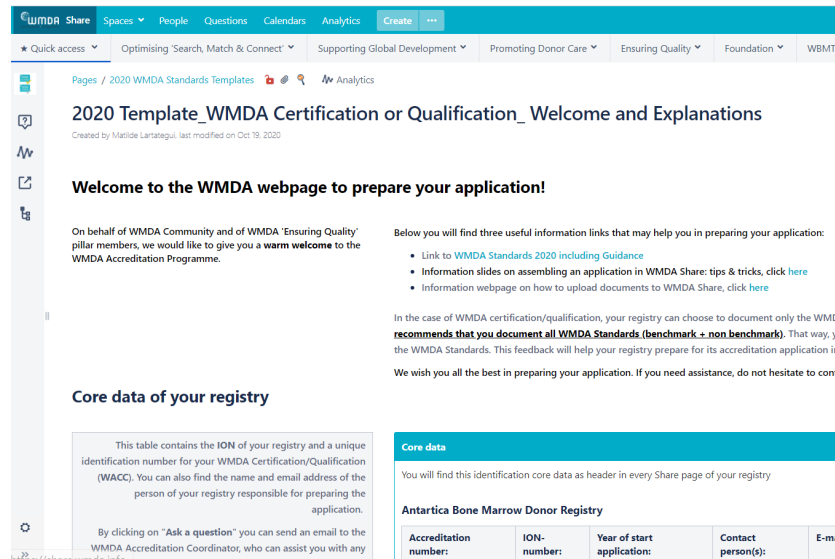 WMDA Share Spaces People Questions Calendars Analytics Create ...
★ Quick access Optimising 'Search, Match & Connect' Supporting Global Development Promoting Donor Care Ensuring Quality Foundation WBMT
Pages / 2020 WMDA Standards Templates Analytics
2020 Template_WMDA Certification or Qualification_ Welcome and Explanations
Created by Matilde Lartategui, last modified on Oct 19, 2020
Welcome to the WMDA webpage to prepare your application!
On behalf of WMDA Community and of WMDA 'Ensuring Quality'
pillar members, we would like to give you a warm welcome to the
WMDA Accreditation Programme.
Below you will find three useful information links that may help you in preparing your application:
• Link to WMDA Standards 2020 including Guidance
• Information slides on assembling an application in WMDA Share: tips & tricks, click here
• Information webpage on how to upload documents to WMDA Share, click here
In the case of WMDA certification/qualification, your registry can choose to document only the WMD
recommends that you document all WMDA Standards (benchmark + non benchmark). That way, y
the WMDA Standards. This feedback will help your registry prepare for its accreditation application i
We wish you all the best in preparing your application. If you need assistance, do not hesitate to con
Core data of your registry
This table contains the ION of your registry and a unique
identification number for your WMDA Certification/Qualification
(WACC). You can also find the name and email address of the
person of your registry responsible for preparing the
application.
By clicking on "Ask a question" you can send an email to the
WMDA Accreditation Coordinator, who can assist you with any
Core data
You will find this identification core data as header in every Share page of your registry
Antartica Bone Marrow Donor Registry
Accreditation
number:
ION-
number:
Year of start
application:
Contact
person(s):
E-m